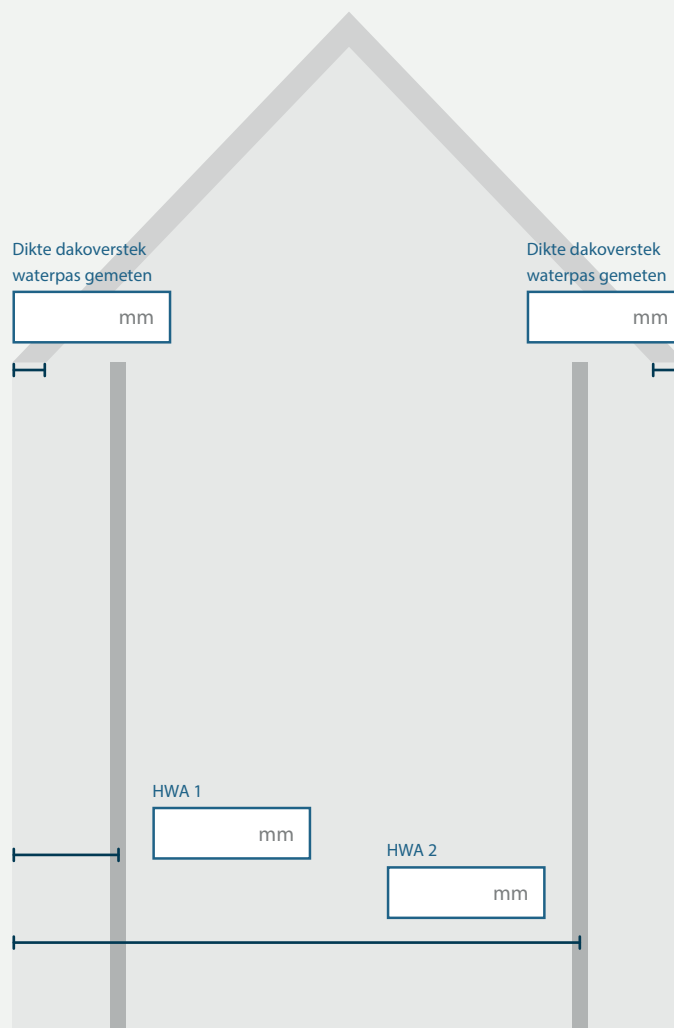 Dikte dakoverstek
waterpas gemeten
mm
Dikte dakoverstek
waterpas gemeten
mm
HWA 1
mm
HWA 2
mm